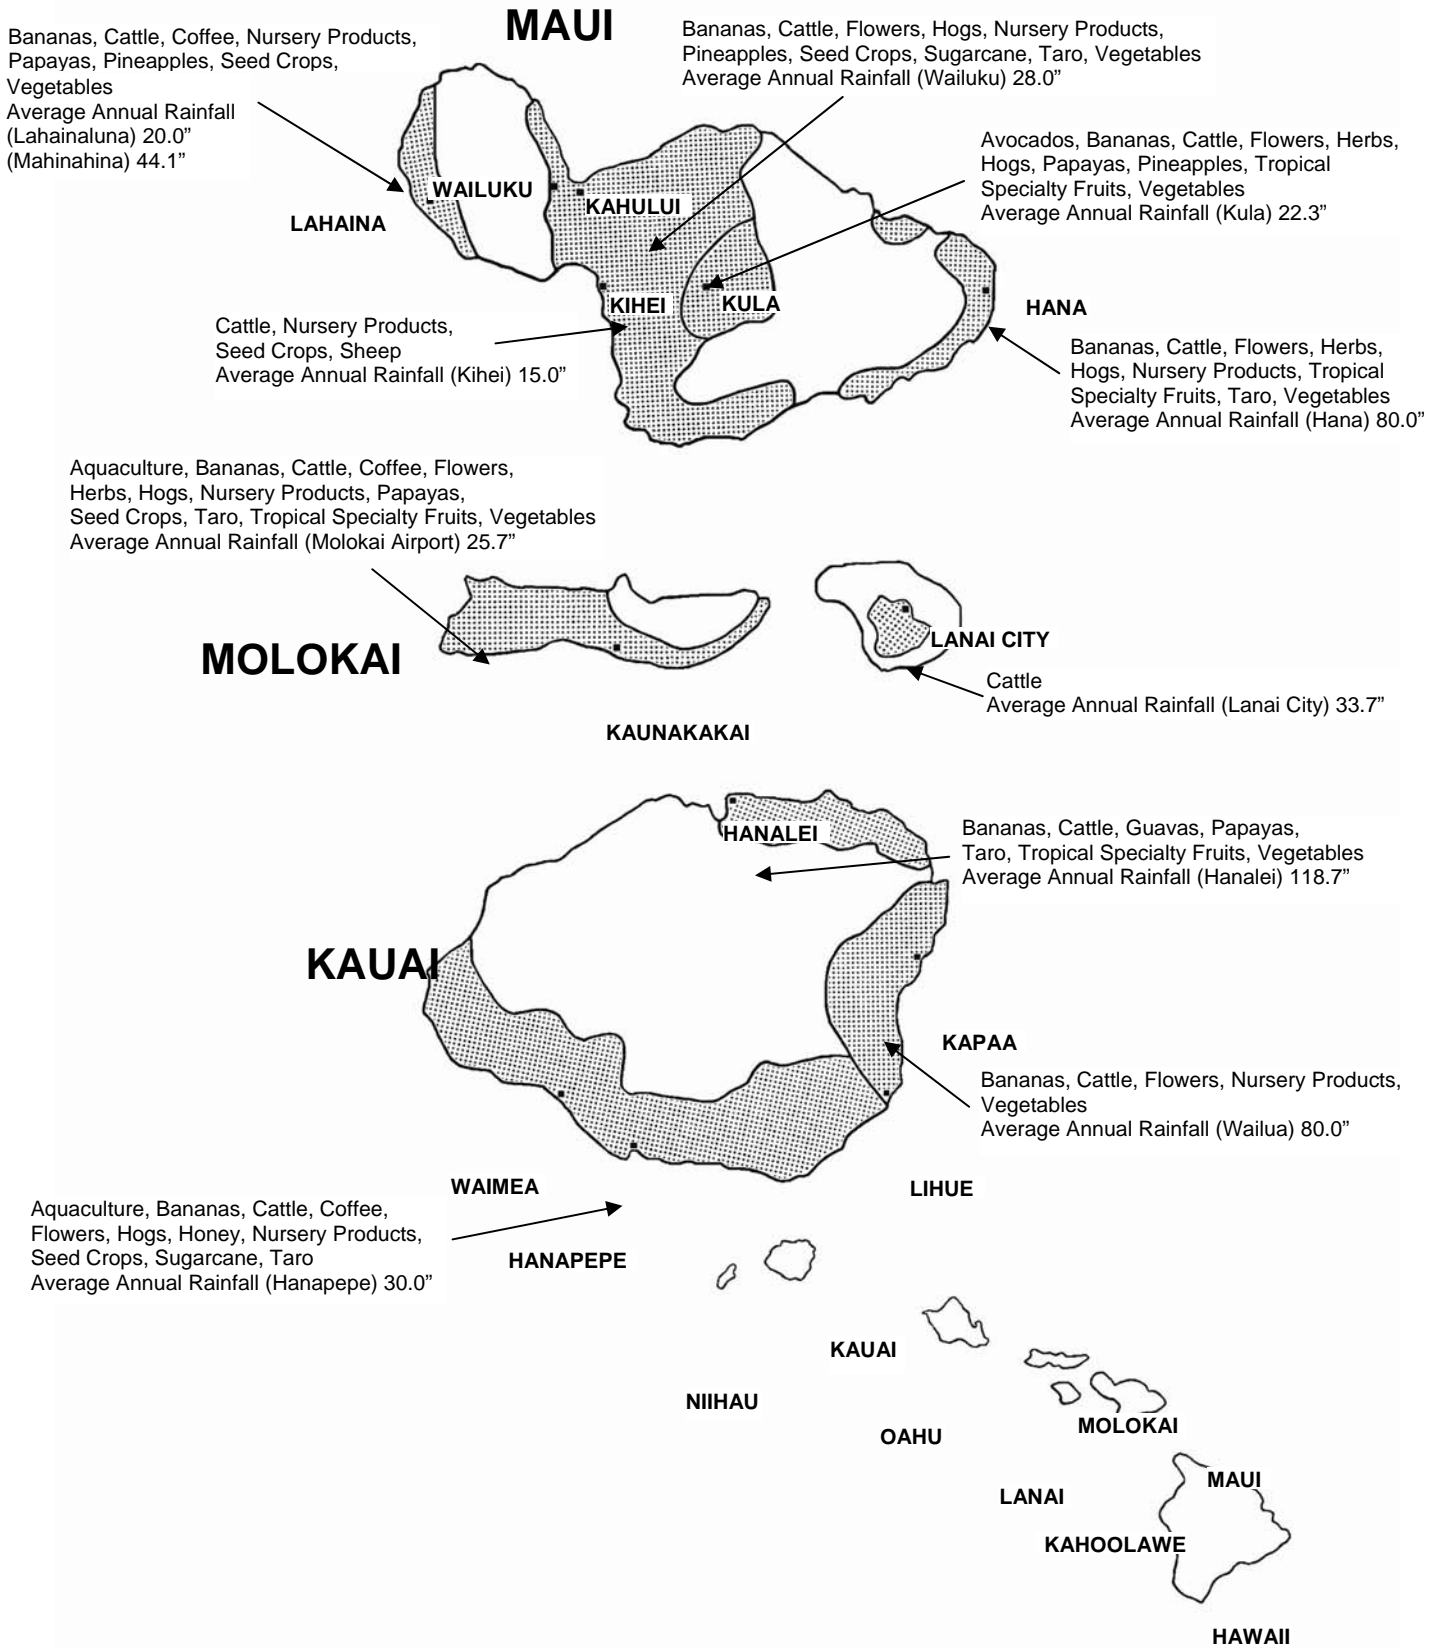 MAUI
Bananas, Cattle, Coffee, Nursery Products,
Papayas, Pineapples, Seed Crops,
Vegetables
Average Annual Rainfall
(Lahainaluna) 20.0”
(Mahinahina) 44.1”
Bananas, Cattle, Flowers, Hogs, Nursery Products,
Pineapples, Seed Crops, Sugarcane, Taro, Vegetables
Average Annual Rainfall (Wailuku) 28.0”
Avocados, Bananas, Cattle, Flowers, Herbs,
Hogs, Papayas, Pineapples, Tropical
Specialty Fruits, Vegetables
Average Annual Rainfall (Kula) 22.3”
WAILUKU
KAHULUI
LAHAINA
KIHEI
KULA
HANA
Cattle, Nursery Products,
Seed Crops, Sheep
Average Annual Rainfall (Kihei) 15.0”
Bananas, Cattle, Flowers, Herbs,
Hogs, Nursery Products, Tropical
Specialty Fruits, Taro, Vegetables
Average Annual Rainfall (Hana) 80.0”
Aquaculture, Bananas, Cattle, Coffee, Flowers,
Herbs, Hogs, Nursery Products, Papayas,
Seed Crops, Taro, Tropical Specialty Fruits, Vegetables
Average Annual Rainfall (Molokai Airport) 25.7”
MOLOKAI
LANAI CITY
Cattle
Average Annual Rainfall (Lanai City) 33.7”
KAUNAKAKAI
HANALEI
Bananas, Cattle, Guavas, Papayas,
Taro, Tropical Specialty Fruits, Vegetables
Average Annual Rainfall (Hanalei) 118.7”
KAUAI
KAPAA
Bananas, Cattle, Flowers, Nursery Products,
Vegetables
Average Annual Rainfall (Wailua) 80.0”
WAIMEA
LIHUE
Aquaculture, Bananas, Cattle, Coffee,
Flowers, Hogs, Honey, Nursery Products,
Seed Crops, Sugarcane, Taro
Average Annual Rainfall (Hanapepe) 30.0”
HANAPEPE
KAUAI
NIIHAU
OAHU
MOLOKAI
MAUI
LANAI
KAHOOLAWE
HAWAII